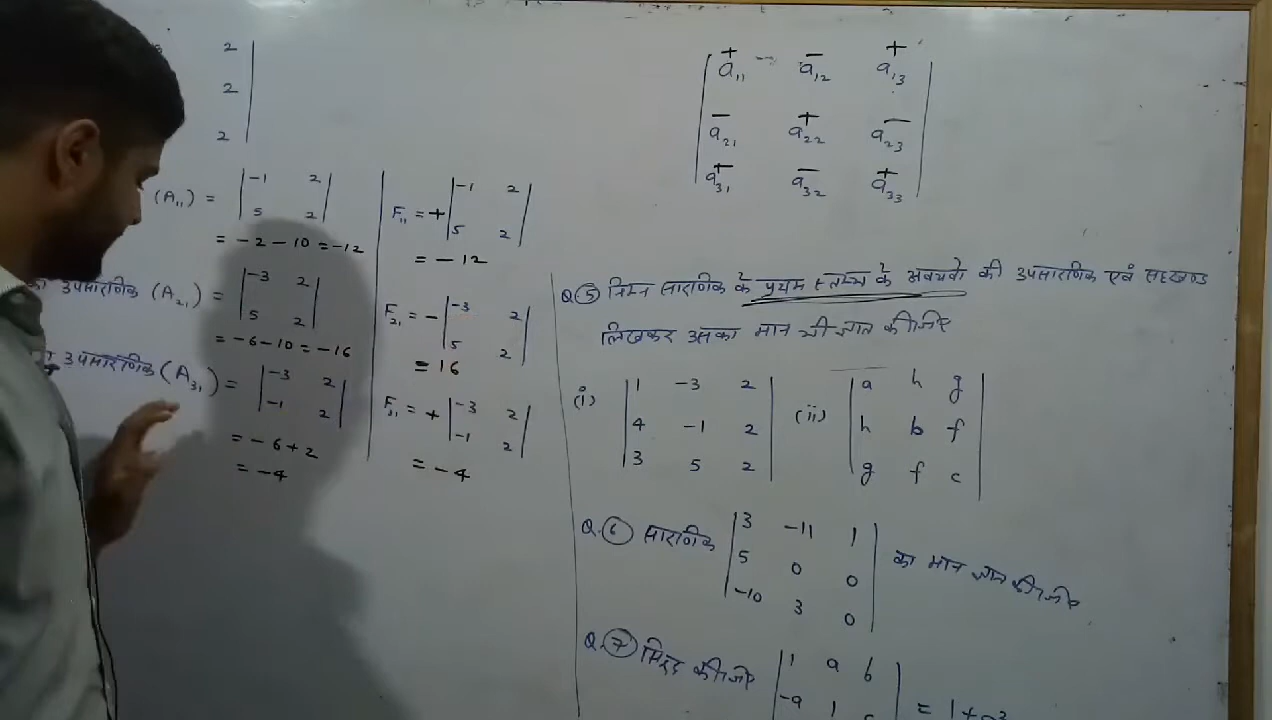 2
2
2
(A₁₁) = | -1 2 |
| 5 2 |
= -2 - 10 = -12
उपसारणिक (A₂₁) = | -3 2 |
| 5 2 |
= -6 - 10 = -16
उपसारणिक (A₃₁) = | -3 2 |
| -1 2 |
= -6 + 2
= -4
F₁₁ = + | -1 2 |
| 5 2 |
= -12
F₂₁ = - | -3 2 |
| 5 2 |
= 16
F₃₁ = + | -3 2 |
| -1 2 |
= -4
+ - +
a₁₁ a₁₂ a₁₃
- + -
a₂₁ a₂₂ a₂₃
+ - +
a₃₁ a₃₂ a₃₃
Q.5 निम्न सारणिक के प्रथम स्तम्भ के अवयवो की उपसारणिक एवं सहखण्ड
लिखकर उसका मान भी ज्ञात कीजिए
(i) | 1 -3 2 | (ii) | a h g |
| 4 -1 2 | | h b f |
| 3 5 2 | | g f c |
Q.6 सारणिक | 3 -11 1 | का मान ज्ञात कीजिए
| 5 0 0 |
| -10 3 0 |
Q.7 सिद्ध कीजिए | 1 a b |
| -a 1